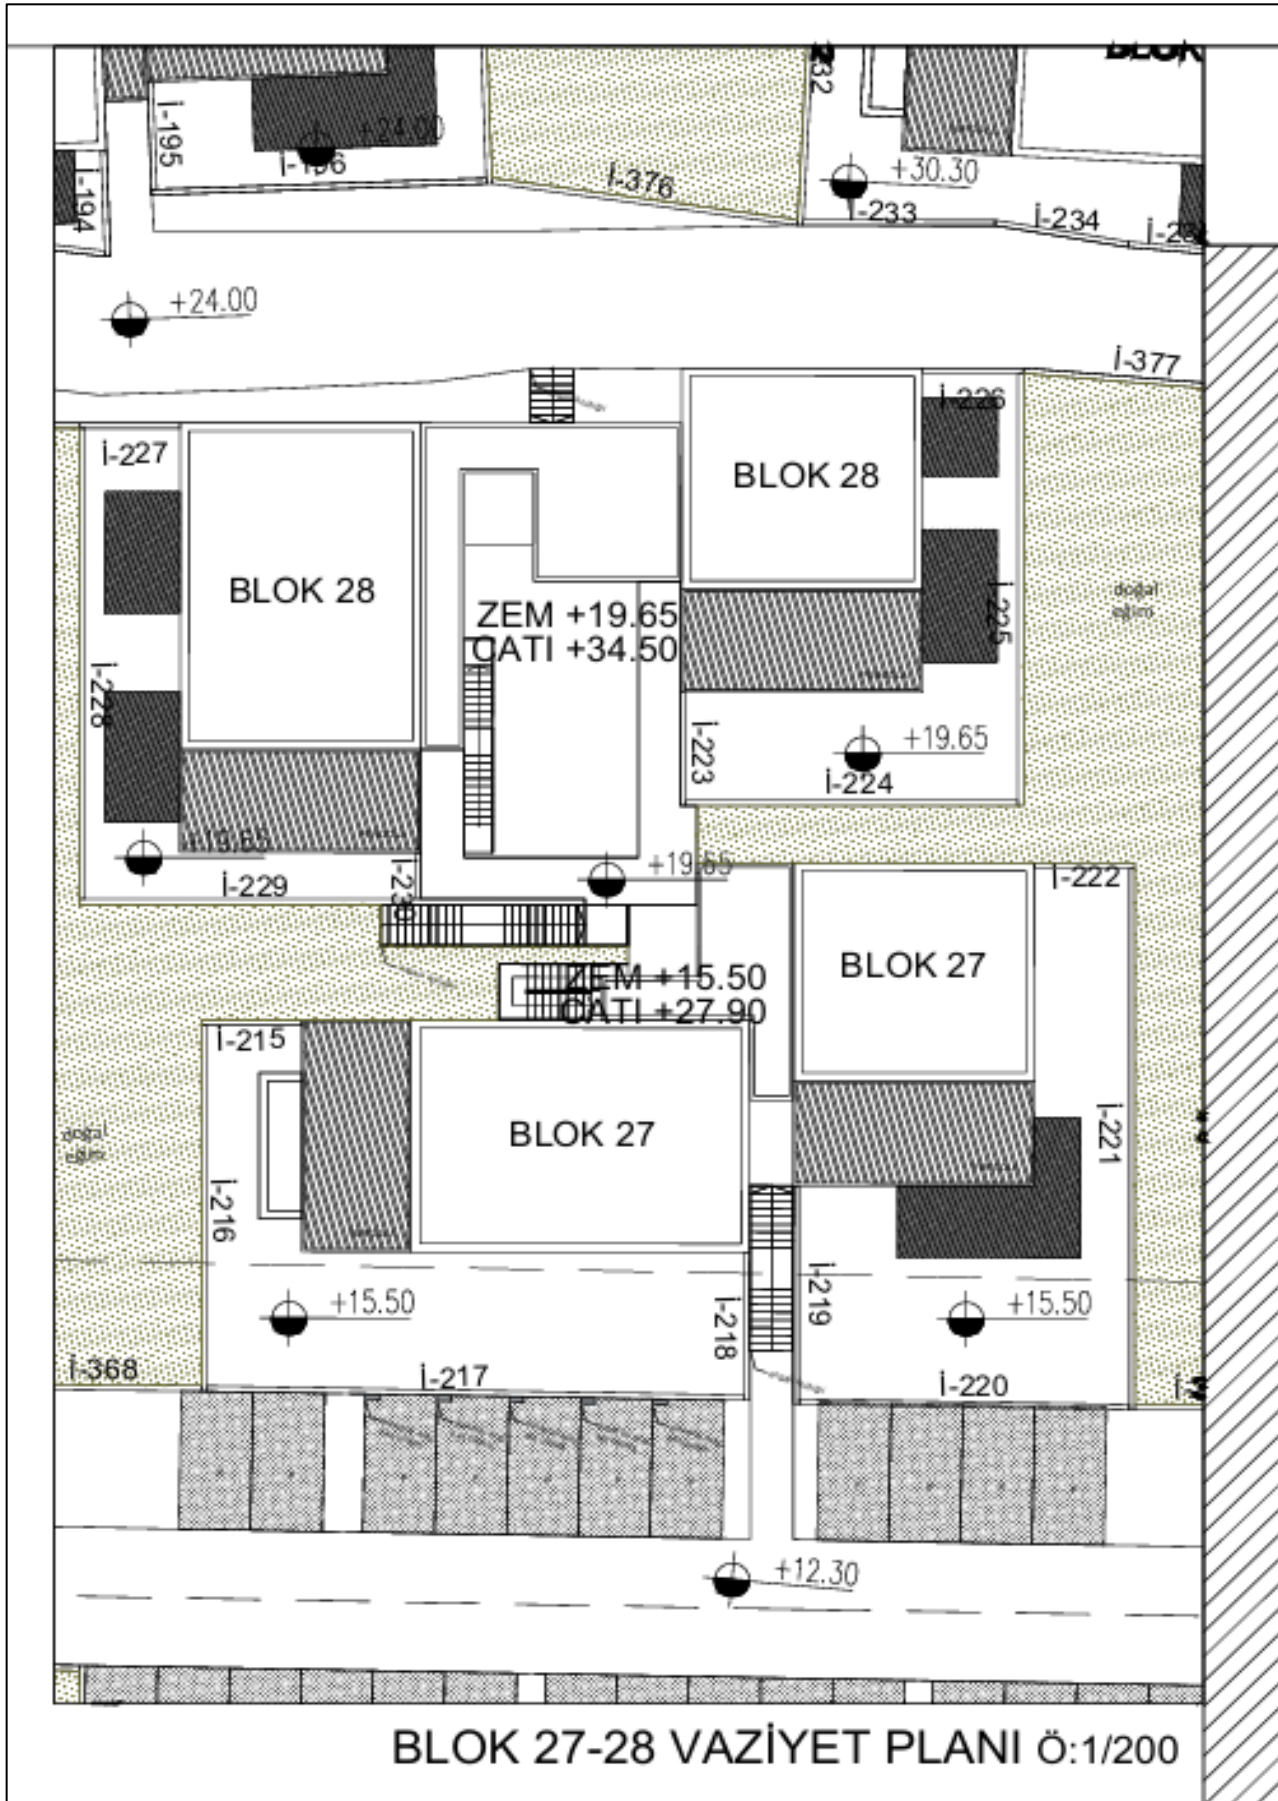 BLOK
32
İ-195
+24.00
İ-196
İ-194
İ-376
+30.30
İ-233
İ-234
+24.00
İ-377
İ-226
İ-227
BLOK 28
BLOK 28
doğal
eğim
İ-225
ZEM +19.65
ÇATI +34.50
İ-228
İ-223
+19.65
İ-224
+19.65
+19.65
İ-229
İ-230
İ-222
BLOK 27
ZEM +15.50
ÇATI +27.90
İ-215
BLOK 27
doğal
eğim
İ-221
İ-216
İ-219
+15.50
İ-218
+15.50
İ-368
İ-217
İ-220
+12.30
BLOK 27-28 VAZİYET PLANI Ö:1/200